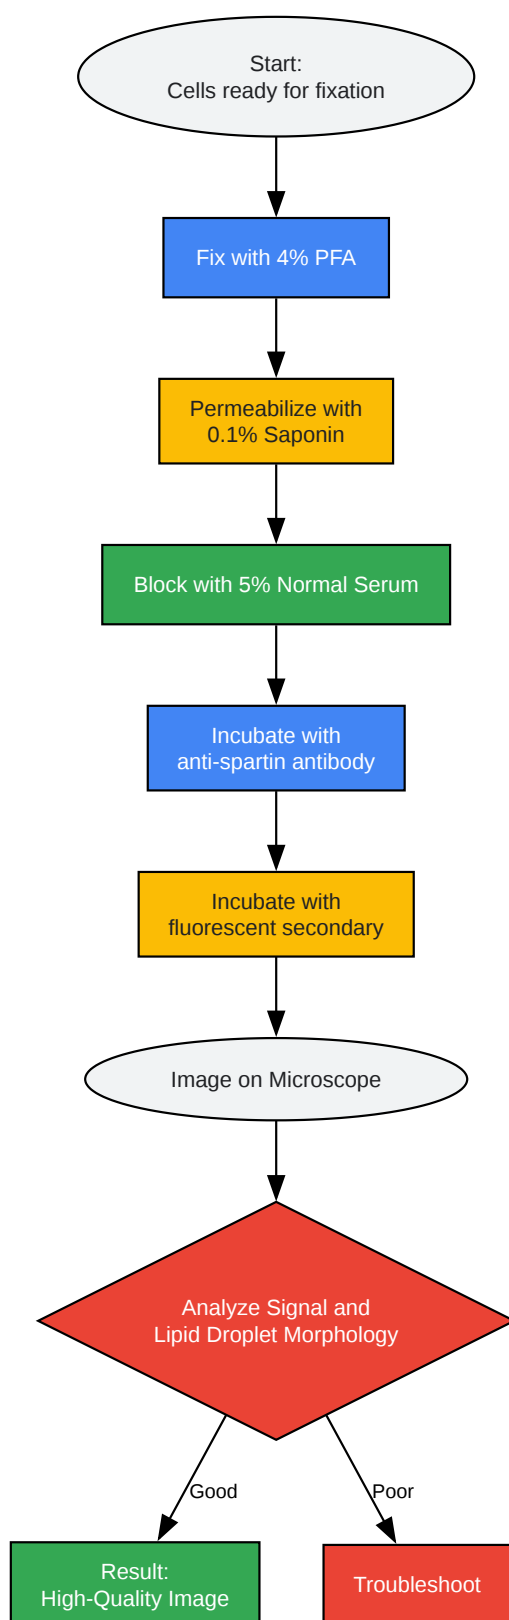 Start:
Cells ready for fixation
Fix with 4% PFA
Permeabilize with
0.1% Saponin
Block with 5% Normal Serum
Incubate with
anti-spartin antibody
Incubate with
fluorescent secondary
Image on Microscope
Analyze Signal and
Lipid Droplet Morphology
Good
Poor
Result:
High-Quality Image
Troubleshoot